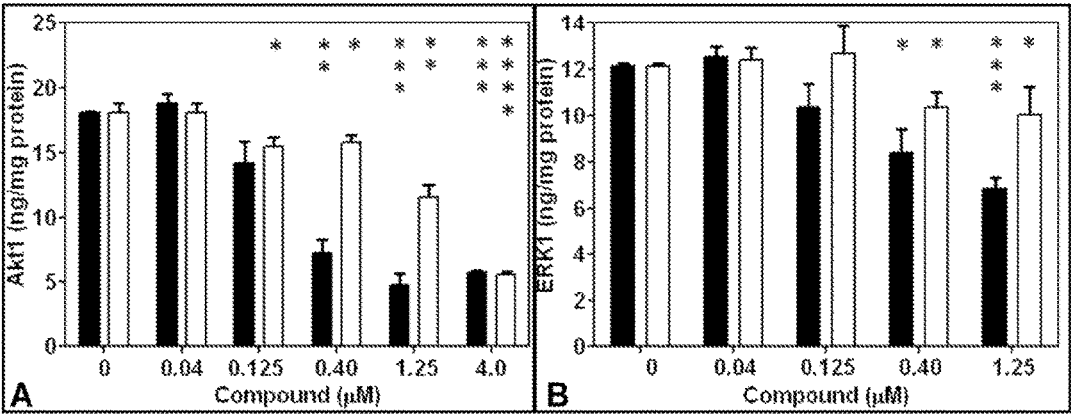 Akt1 (ng/mg protein)
25
20
15
10
5
0
* ** * *** ** *** ****
0 0.04 0.125 0.40 1.25 4.0
Compound (μM)
A
ERK1 (ng/mg protein)
14
12
10
8
6
4
2
0
* * *** *
0 0.04 0.125 0.40 1.25
Compound (μM)
B